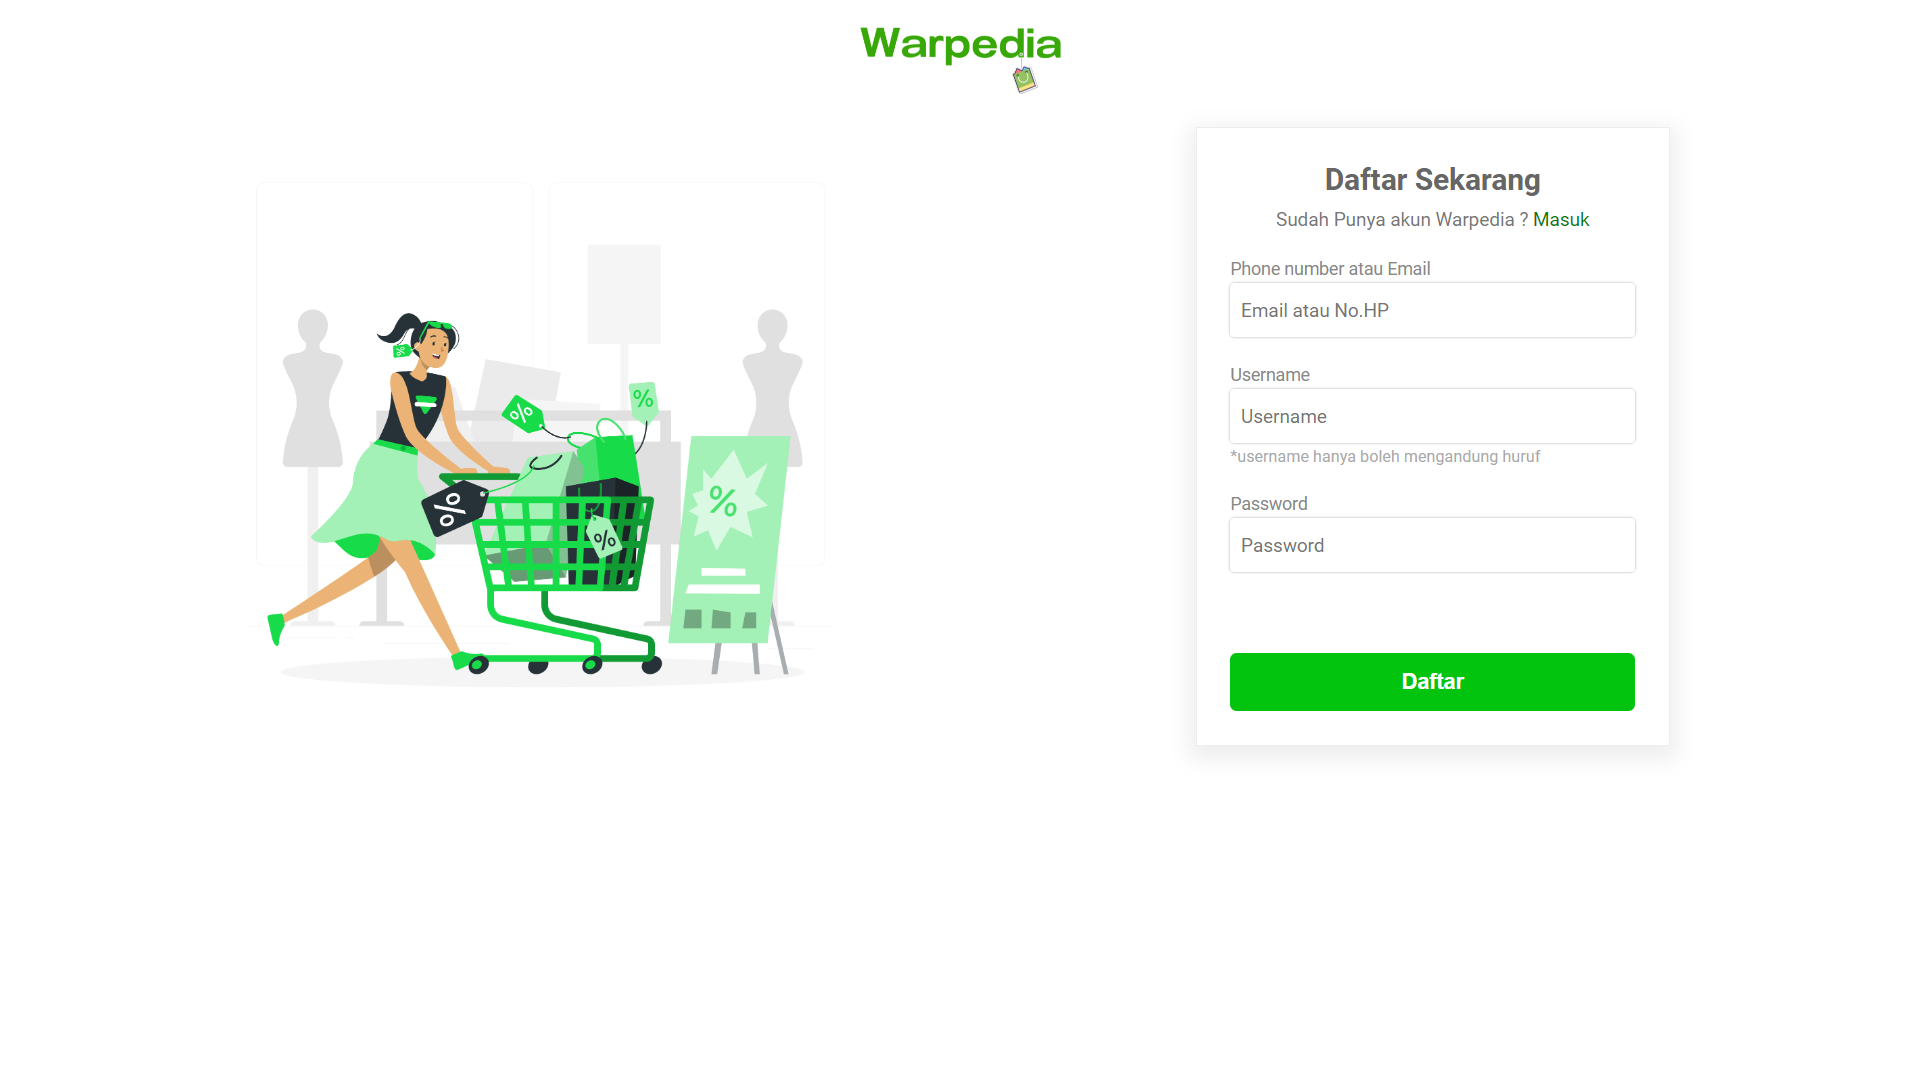 Warpedia
Daftar Sekarang
Sudah Punya akun Warpedia ? Masuk
Phone number atau Email
Email atau No.HP
Username
Username
*username hanya boleh mengandung huruf
Password
Password
Daftar
%
%
%
%
%
%